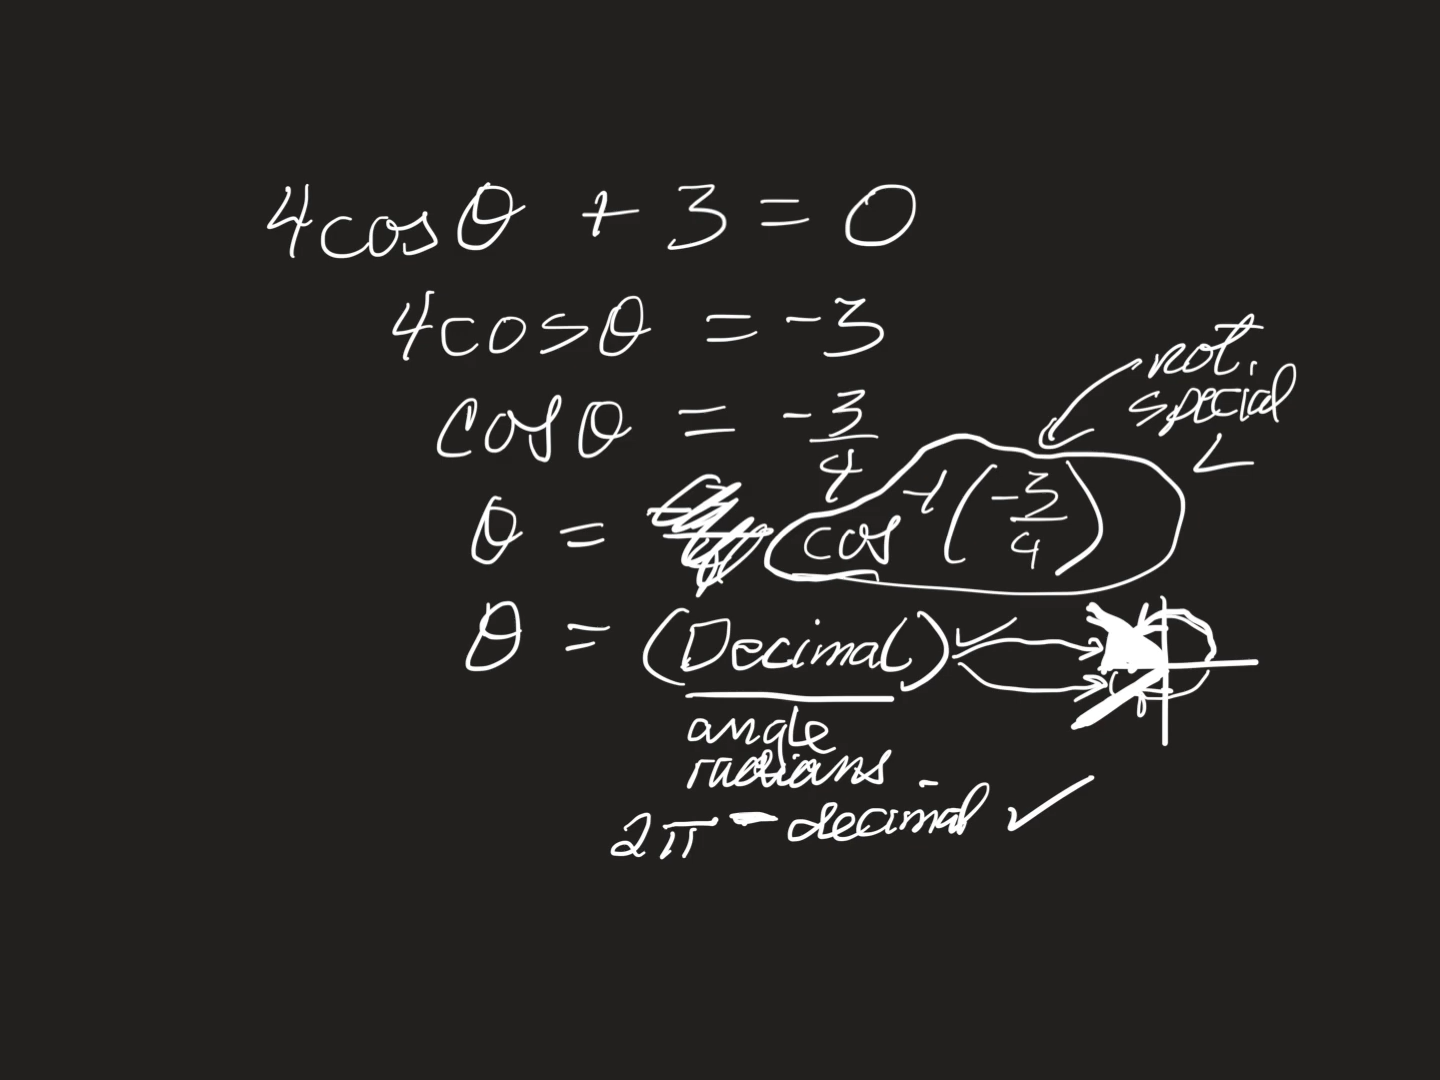 4cosθ + 3 = 0
4cosθ = -3
cosθ = -3/4
not.
special
∠
θ = cos⁻¹(-3/4)
θ = (Decimal)
angle
radians
2π - decimal ✓